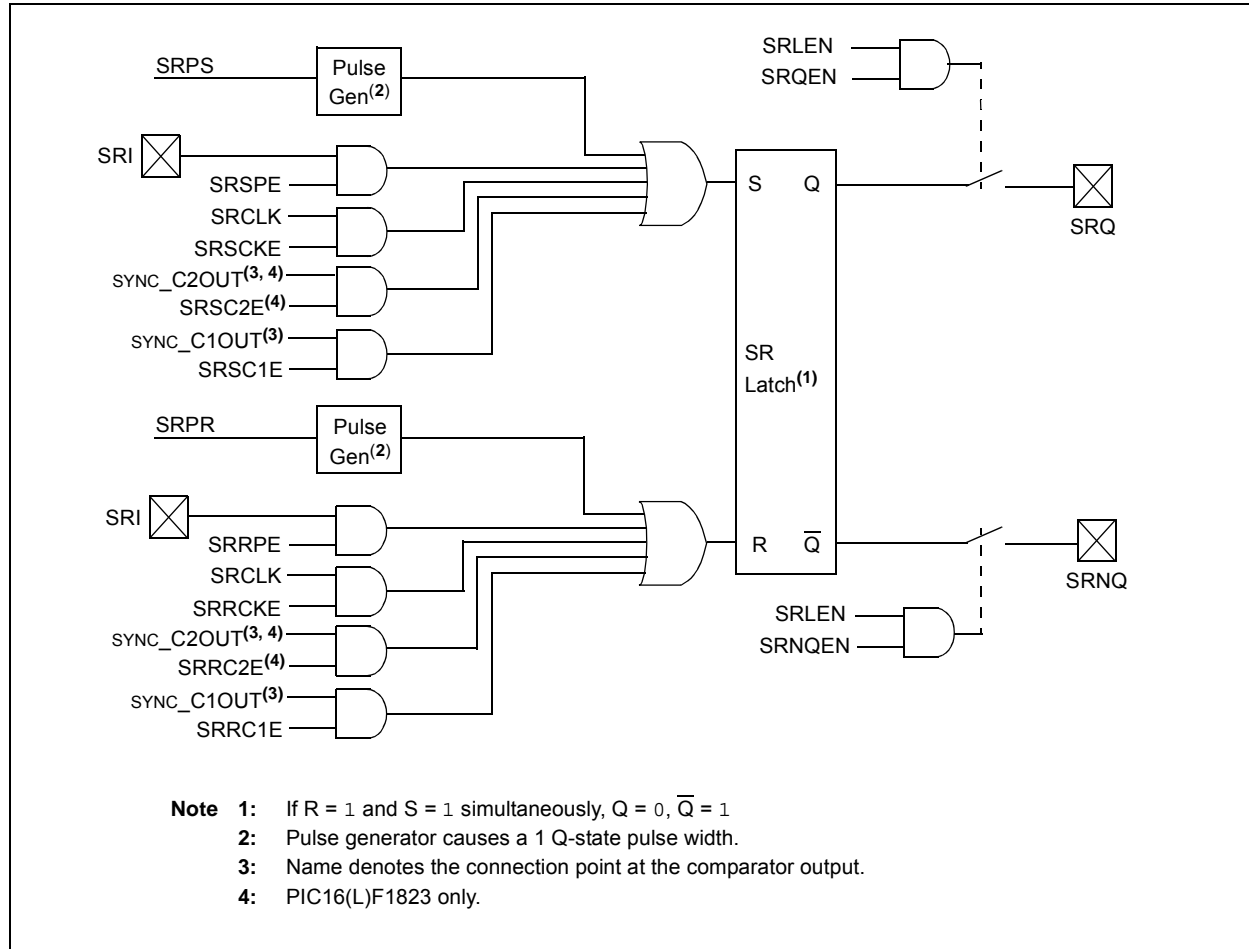 SRLEN
SRQEN
SRPS
Pulse
Gen(2)
SRI
SRSPE
SRCLK
SRSCKE
SYNC_C2OUT(3, 4)
SRSC2E(4)
SYNC_C1OUT(3)
SRSC1E
S Q
SRQ
SR
Latch(1)
SRPR
Pulse
Gen(2)
SRI
SRRPE
SRCLK
SRRCKE
SYNC_C2OUT(3, 4)
SRRC2E(4)
SYNC_C1OUT(3)
SRRC1E
R Q̅
SRNQ
SRLEN
SRNQEN
Note 1: If R = 1 and S = 1 simultaneously, Q = 0, Q̅ = 1
2: Pulse generator causes a 1 Q-state pulse width.
3: Name denotes the connection point at the comparator output.
4: PIC16(L)F1823 only.